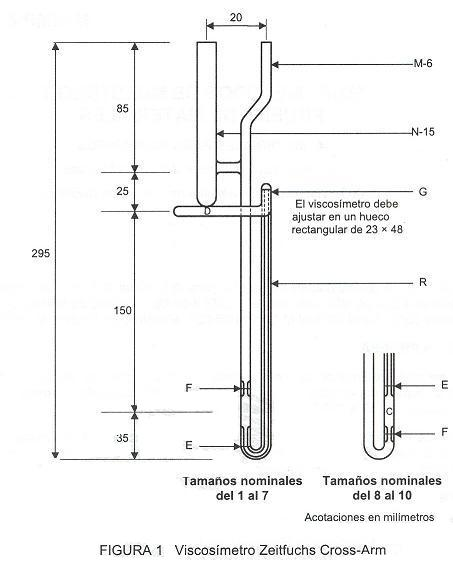 20
M-6
85
N-15
25
G
El viscosímetro debe
ajustar en un hueco
rectangular de 23 × 48
D
295
R
150
F
E
C
F
35
E
Tamaños nominales
del 1 al 7
Tamaños nominales
del 8 al 10
Acotaciones en milímetros
FIGURA 1 Viscosímetro Zeitfuchs Cross-Arm